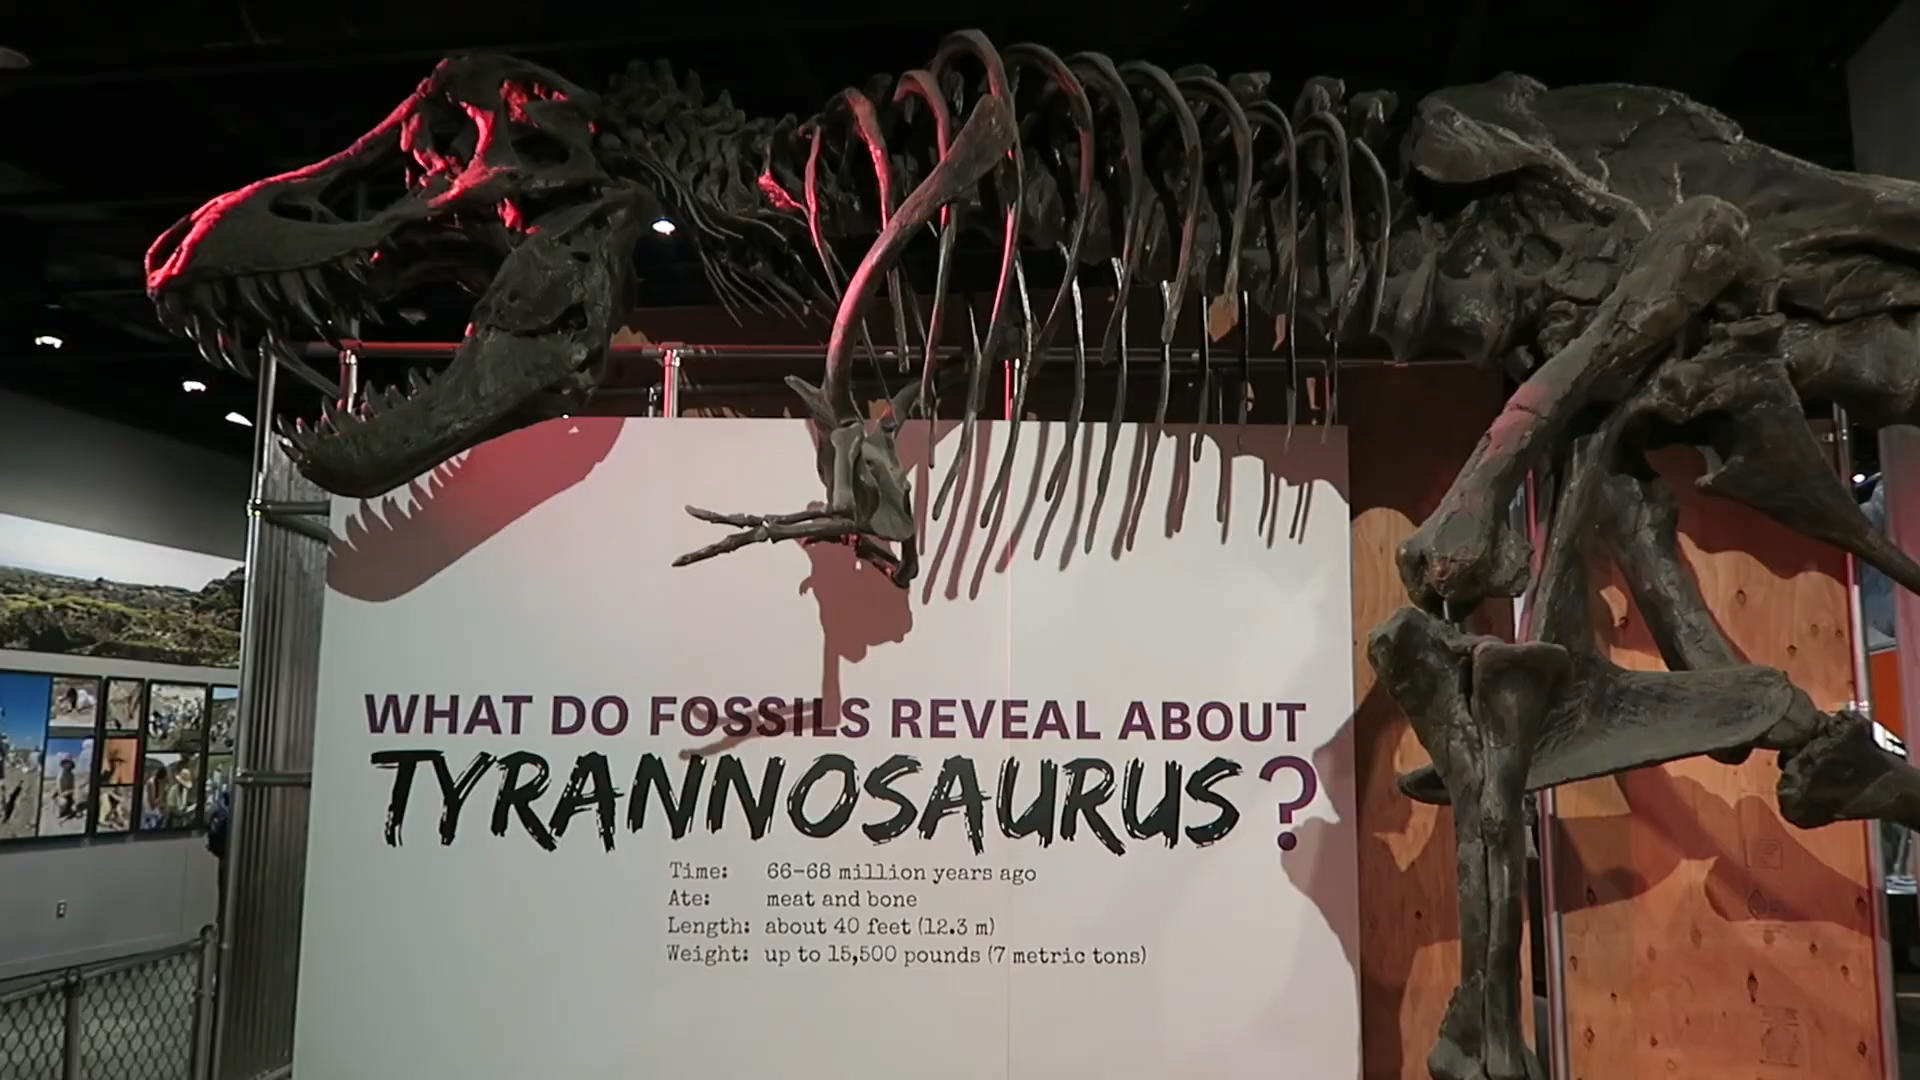 WHAT DO FOSSILS REVEAL ABOUT
TYRANNOSAURUS?
Time: 66-68 million years ago
Ate: meat and bone
Length: about 40 feet (12.3 m)
Weight: up to 15,500 pounds (7 metric tons)